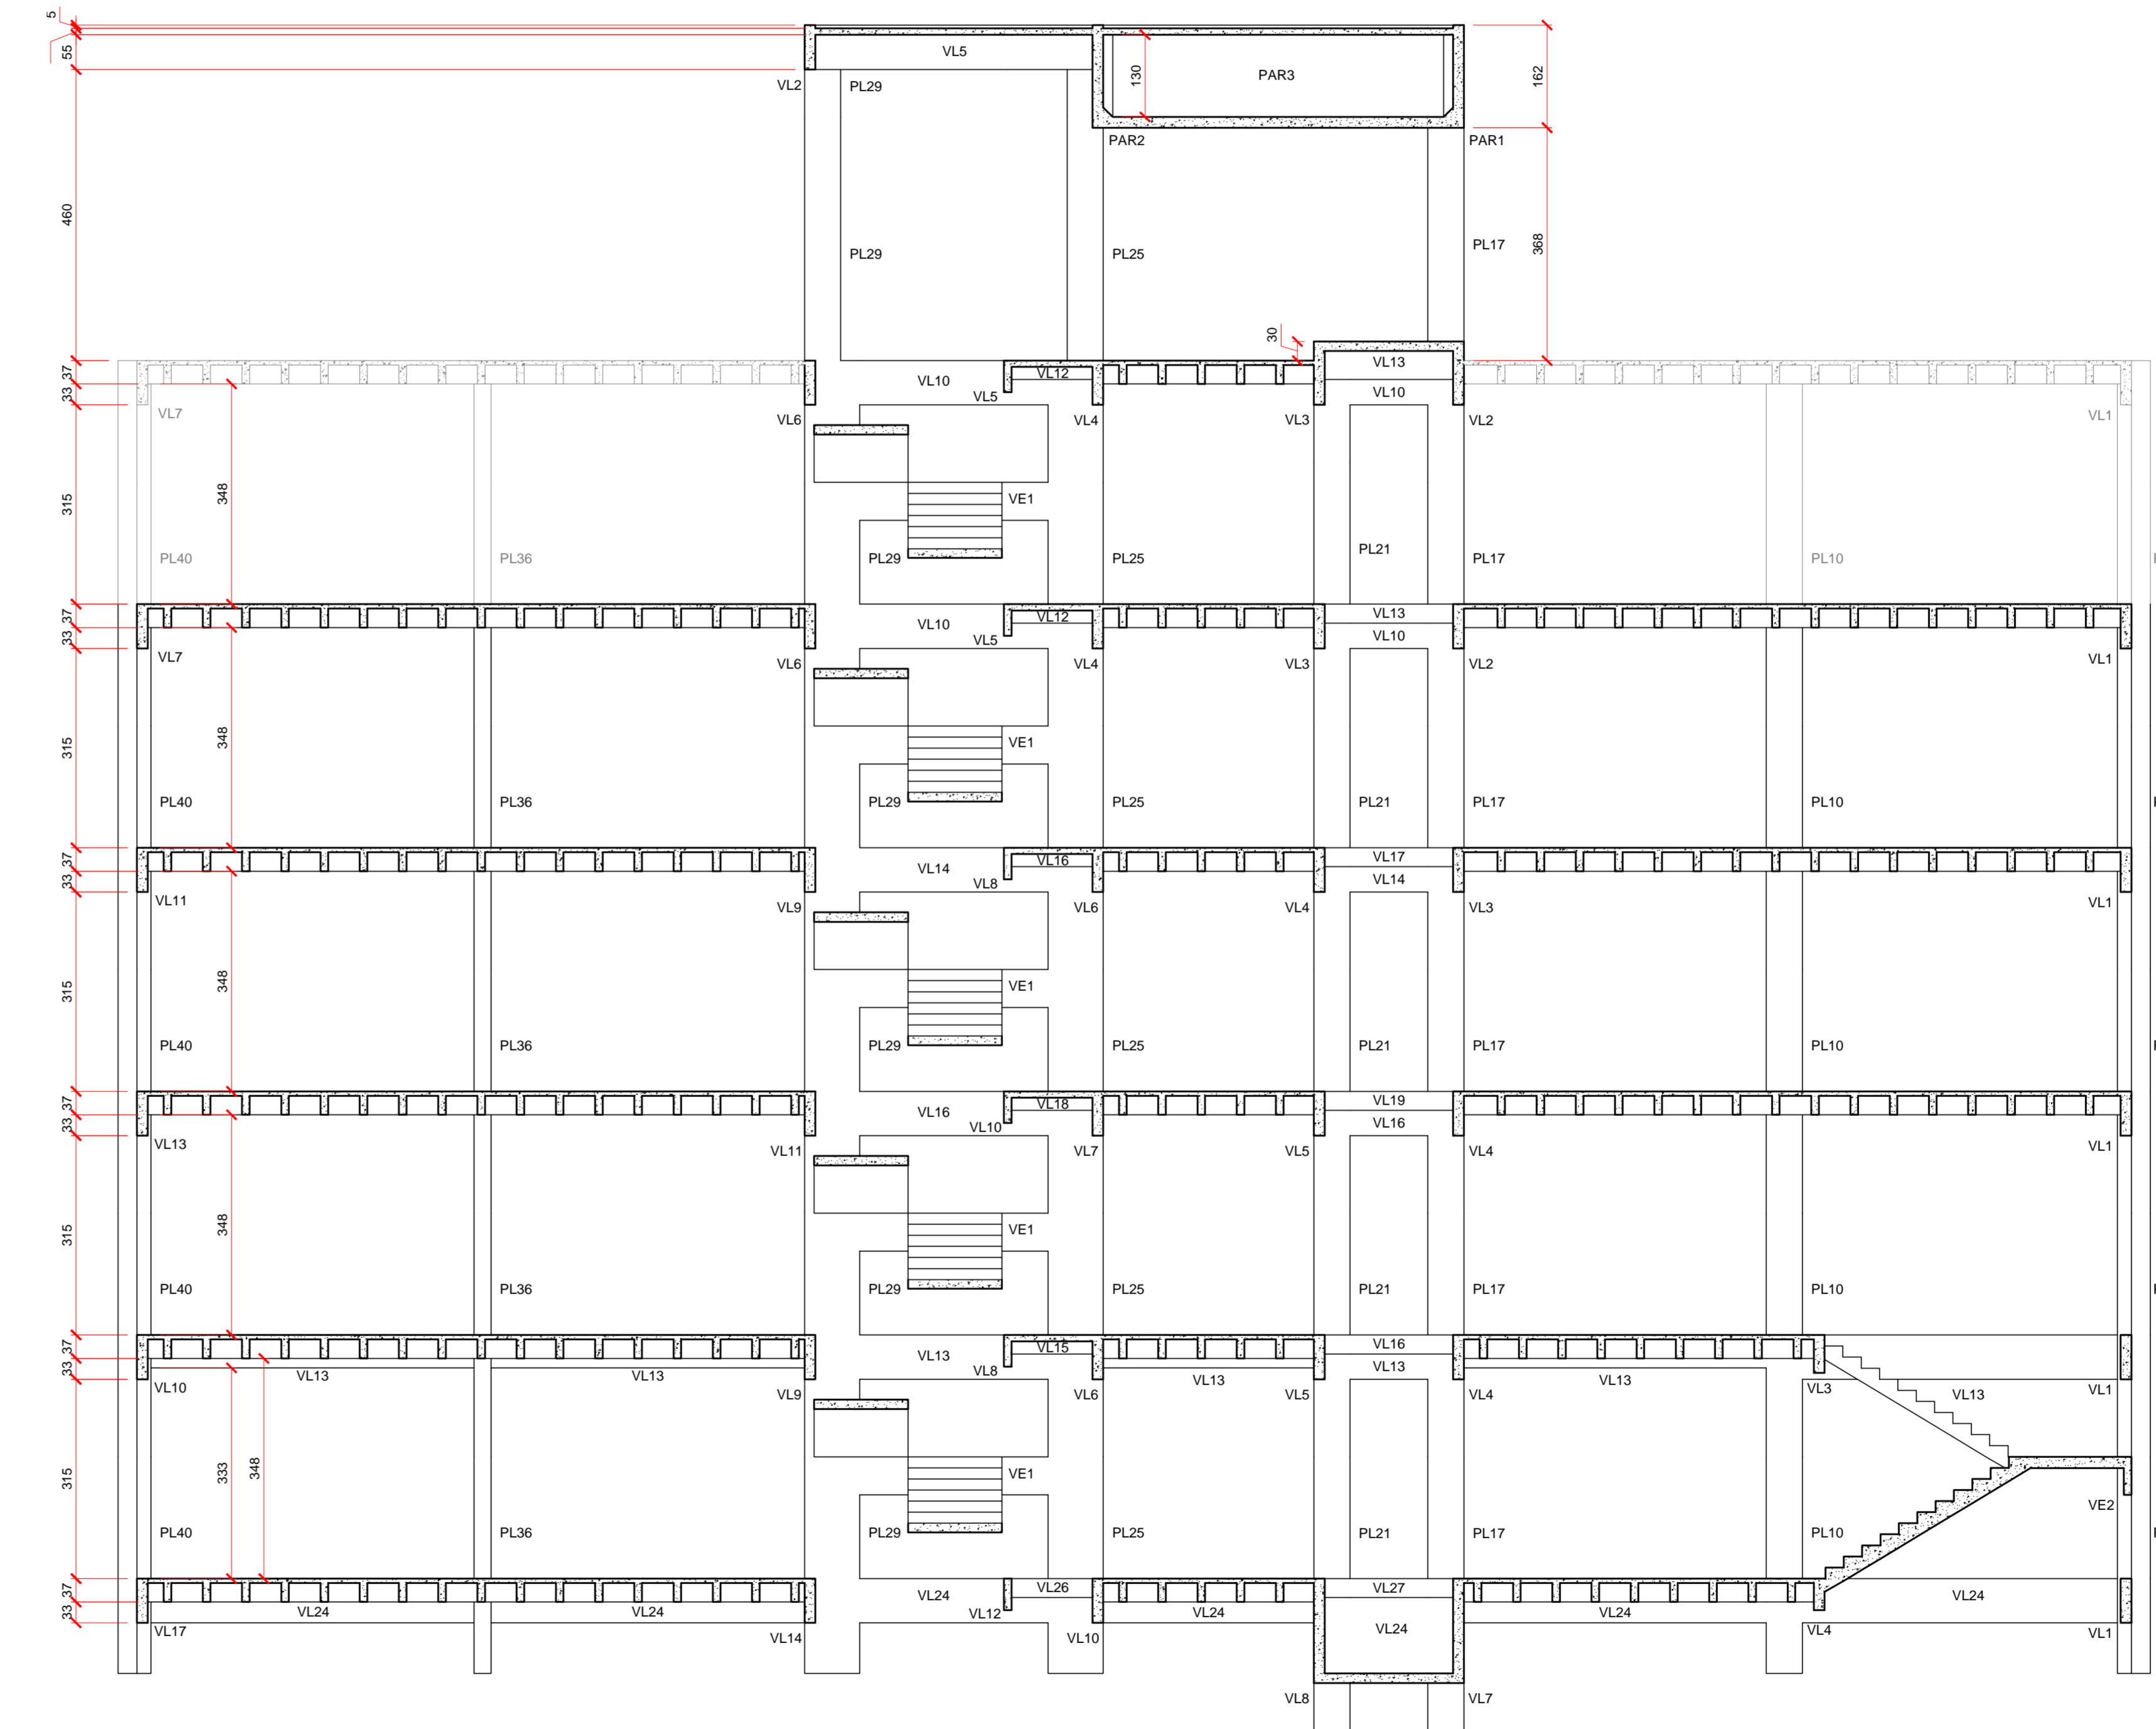 5
55
VL5
130
PAR3
162
VL2
PL29
PAR2
PAR1
460
PL29
PL25
PL17
368
30
37
VL10
VL12
VL13
33
VL5
VL10
VL7
VL6
VL4
VL3
VL2
VL1
315
348
VE1
PL40
PL36
PL29
PL25
PL21
PL17
PL10
37
VL10
VL12
VL13
33
VL5
VL10
VL7
VL6
VL4
VL3
VL2
VL1
315
348
VE1
PL40
PL36
PL29
PL25
PL21
PL17
PL10
37
VL14
VL16
VL17
33
VL8
VL14
VL11
VL9
VL6
VL4
VL3
VL1
315
348
VE1
PL40
PL36
PL29
PL25
PL21
PL17
PL10
37
VL16
VL18
VL19
33
VL10
VL16
VL13
VL11
VL7
VL5
VL4
VL1
315
348
VE1
PL40
PL36
PL29
PL25
PL21
PL17
PL10
37
VL13
VL15
VL16
33
VL13
VL13
VL8
VL13
VL13
VL13
VL10
VL9
VL6
VL5
VL4
VL3
VL13
VL1
315
333
348
VE1
VE2
PL40
PL36
PL29
PL25
PL21
PL17
PL10
37
VL24
VL26
VL27
VL24
33
VL24
VL24
VL12
VL24
VL24
VL24
VL17
VL14
VL10
VL4
VL1
VL8
VL7